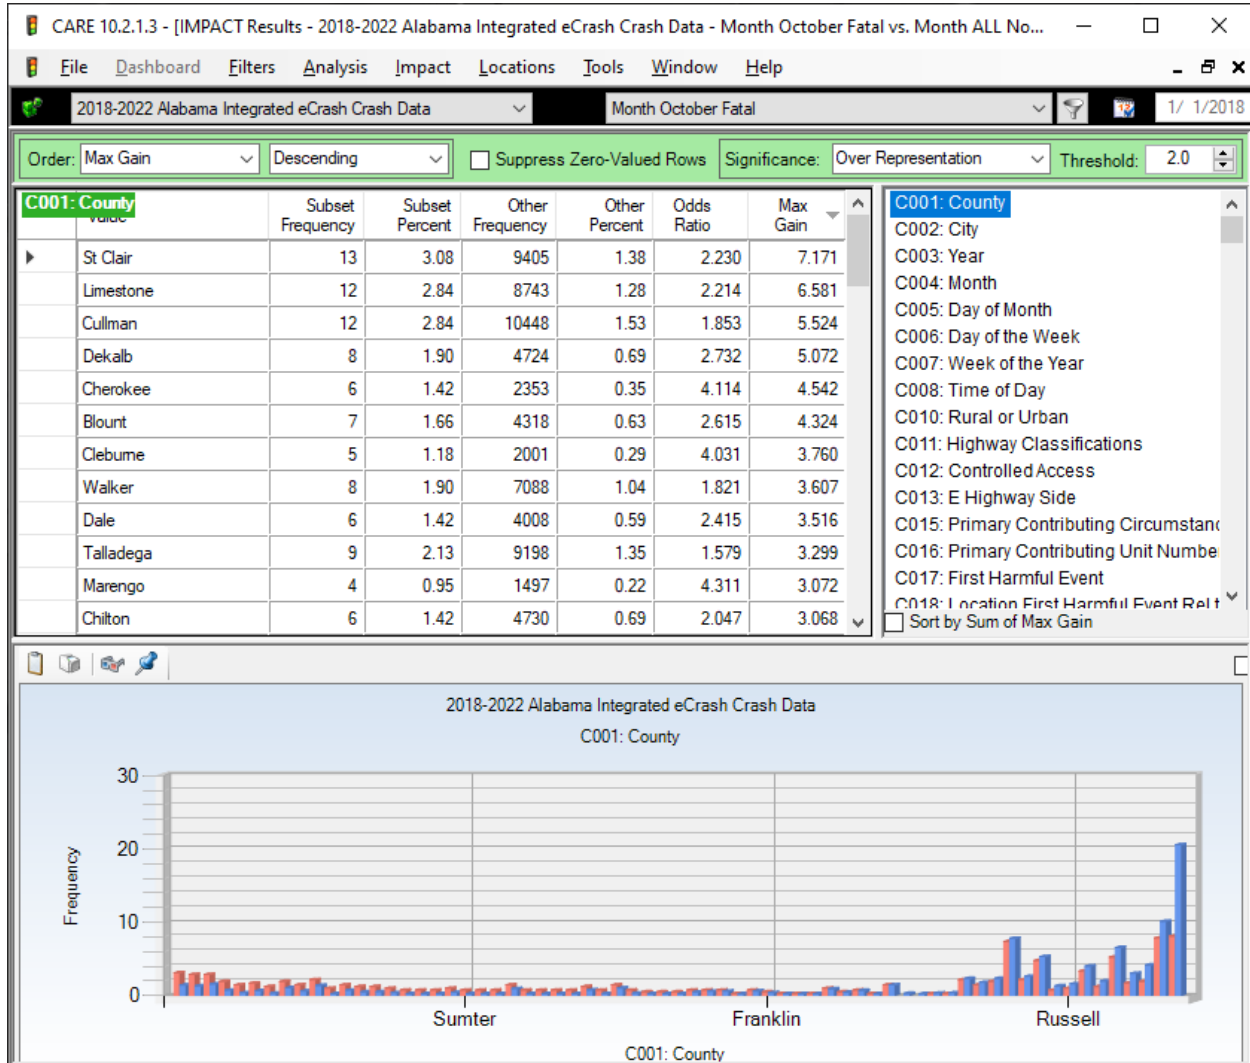 CARE 10.2.1.3 - [IMPACT Results - 2018-2022 Alabama Integrated eCrash Crash Data - Month October Fatal vs. Month ALL No...
File Dashboard Filters Analysis Impact Locations Tools Window Help
2018-2022 Alabama Integrated eCrash Crash Data Month October Fatal 1/ 1/2018
Order: Max Gain Descending Suppress Zero-Valued Rows Significance: Over Representation Threshold: 2.0
C001: County Subset Frequency Subset Percent Other Frequency Other Percent Odds Ratio Max Gain
St Clair 13 3.08 9405 1.38 2.230 7.171
Limestone 12 2.84 8743 1.28 2.214 6.581
Cullman 12 2.84 10448 1.53 1.853 5.524
Dekalb 8 1.90 4724 0.69 2.732 5.072
Cherokee 6 1.42 2353 0.35 4.114 4.542
Blount 7 1.66 4318 0.63 2.615 4.324
Cleburne 5 1.18 2001 0.29 4.031 3.760
Walker 8 1.90 7088 1.04 1.821 3.607
Dale 6 1.42 4008 0.59 2.415 3.516
Talladega 9 2.13 9198 1.35 1.579 3.299
Marengo 4 0.95 1497 0.22 4.311 3.072
Chilton 6 1.42 4730 0.69 2.047 3.068
C001: County
C002: City
C003: Year
C004: Month
C005: Day of Month
C006: Day of the Week
C007: Week of the Year
C008: Time of Day
C010: Rural or Urban
C011: Highway Classifications
C012: Controlled Access
C013: E Highway Side
C015: Primary Contributing Circumstanc
C016: Primary Contributing Unit Numbe
C017: First Harmful Event
C018: Location First Harmful Event Rel t
Sort by Sum of Max Gain
2018-2022 Alabama Integrated eCrash Crash Data
C001: County
Frequency
30
20
10
0
Sumter Franklin Russell
C001: County